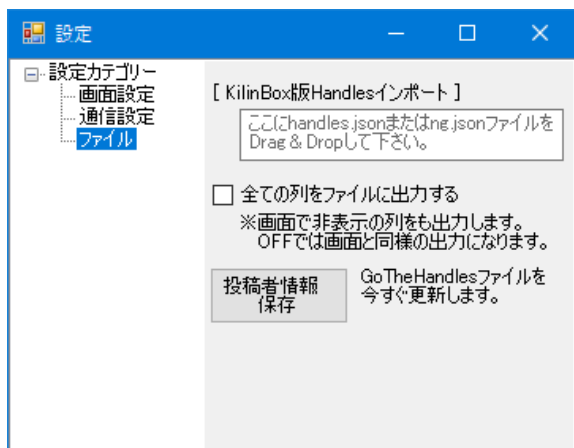 設定
設定カテゴリー
画面設定
通信設定
ファイル
[ KilinBox版Handlesインポート ]
ここにhandles.jsonまたはng.jsonファイルを
Drag & Dropして下さい。
全ての列をファイルに出力する
※画面で非表示の列をも出力します。
OFFでは画面と同様の出力になります。
投稿者情報
保存
GoTheHandlesファイルを
今すぐ更新します。